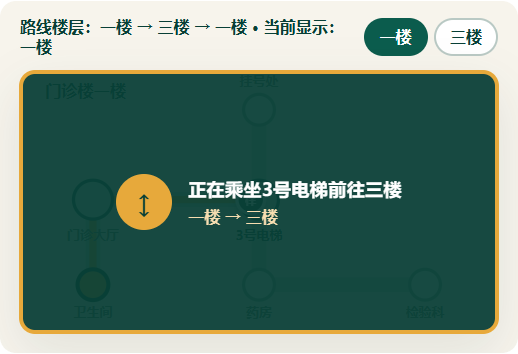 路线楼层：一楼 → 三楼 → 一楼 • 当前显示：
一楼
一楼
三楼
门诊楼一楼
挂号处
正在乘坐3号电梯前往三楼
一楼 → 三楼
门诊大厅
3号电梯
卫生间
药房
检验科